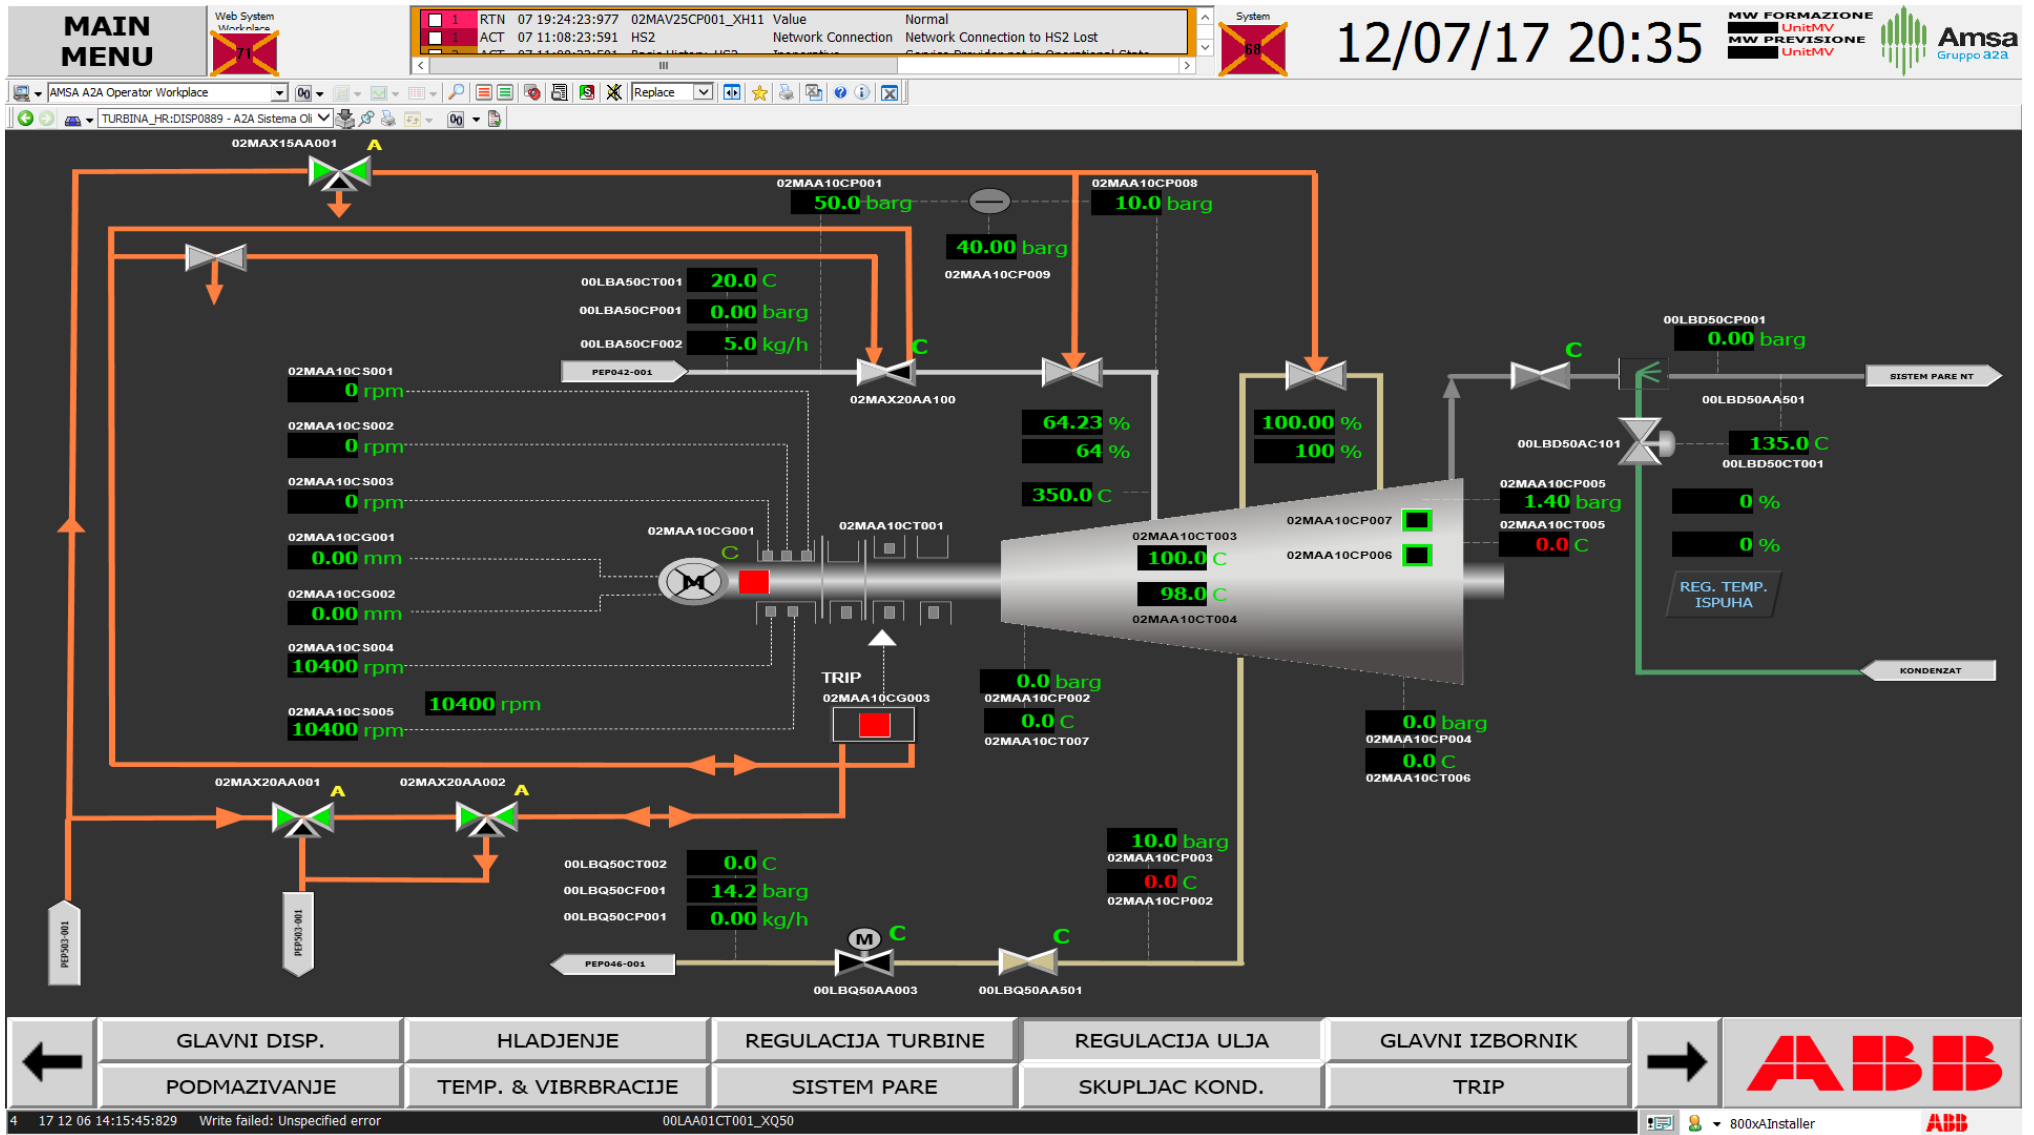 MAIN MENU
Web System Workplace
71
1 RTN 07 19:24:23:977 02MAV25CP001_XH11 Value Normal
1 ACT 07 11:08:23:591 HS2 Network Connection Network Connection to HS2 Lost
System
68
12/07/17 20:35
MW FORMAZIONE
UnitMV
MW PREVISIONE
UnitMV
Amsa
Gruppo a2a
AMSA A2A Operator Workplace
Replace
TURBINA_HR:DISP0889 - A2A Sistema Oli
02MAX15AA001 A
02MAA10CP001
50.0 barg
02MAA10CP008
10.0 barg
40.00 barg
02MAA10CP009
00LBA50CT001 20.0 C
00LBA50CP001 0.00 barg
00LBA50CF002 5.0 kg/h
PEP042-001
C
02MAX20AA100
02MAA10CS001
0 rpm
02MAA10CS002
0 rpm
02MAA10CS003
0 rpm
02MAA10CG001
0.00 mm
02MAA10CG002
0.00 mm
02MAA10CS004
10400 rpm
10400 rpm
02MAA10CS005
10400 rpm
64.23 %
64 %
350.0 C
100.00 %
100 %
C
00LBD50CP001
0.00 barg
SISTEM PARE NT
00LBD50AA501
00LBD50AC101
135.0 C
00LBD50CT001
02MAA10CP005
1.40 barg
02MAA10CT005
0.0 C
0 %
0 %
REG. TEMP. ISPUHA
KONDENZAT
02MAA10CG001
C
M
02MAA10CT001
02MAA10CT003
100.0 C
98.0 C
02MAA10CT004
02MAA10CP007
02MAA10CP006
TRIP
02MAA10CG003
0.0 barg
02MAA10CP002
0.0 C
02MAA10CT007
0.0 barg
02MAA10CP004
0.0 C
02MAA10CT006
02MAX20AA001 A
02MAX20AA002 A
10.0 barg
02MAA10CP003
0.0 C
02MAA10CP002
00LBQ50CT002 0.0 C
00LBQ50CF001 14.2 barg
00LBQ50CP001 0.00 kg/h
PEP503-001
PEP503-001
PEP046-001
M C
C
00LBQ50AA003
00LBQ50AA501
GLAVNI DISP.
HLADJENJE
REGULACIJA TURBINE
REGULACIJA ULJA
GLAVNI IZBORNIK
PODMAZIVANJE
TEMP. & VIBRBRACIJE
SISTEM PARE
SKUPLJAC KOND.
TRIP
ABB
4 17 12 06 14:15:45:829 Write failed: Unspecified error 00LAA01CT001_XQ50
800xAInstaller
ABB